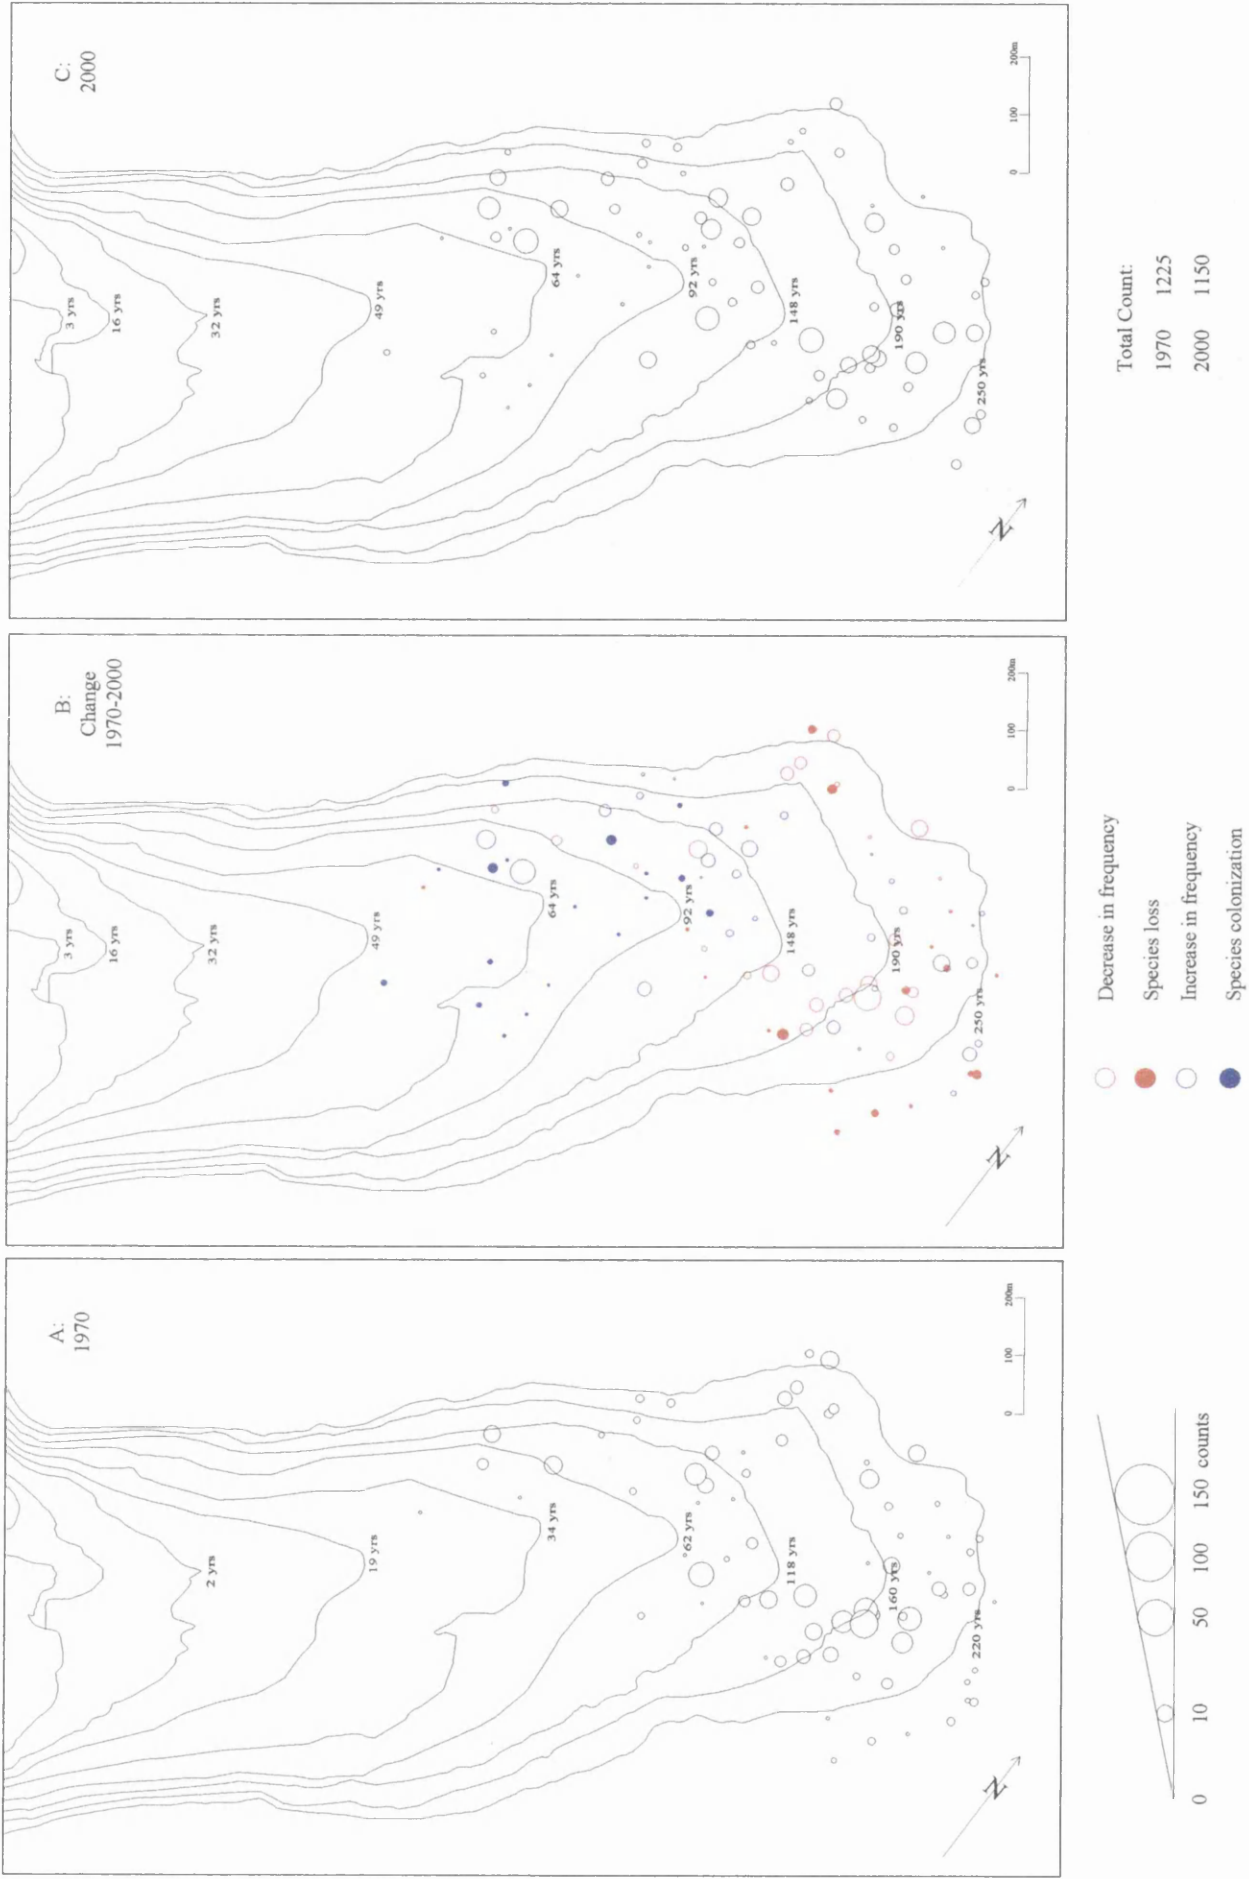 A:
1970
2 yrs
19 yrs
34 yrs
62 yrs
118 yrs
160 yrs
220 yrs
0 100 200m
N
B:
Change
1970-2000
3 yrs
16 yrs
32 yrs
49 yrs
64 yrs
92 yrs
148 yrs
190 yrs
250 yrs
0 100 200m
N
C:
2000
3 yrs
16 yrs
32 yrs
49 yrs
64 yrs
92 yrs
148 yrs
190 yrs
250 yrs
0 100 200m
N
0 10 50 100 150 counts
Decrease in frequency
Species loss
Increase in frequency
Species colonization
Total Count:
1970 1225
2000 1150